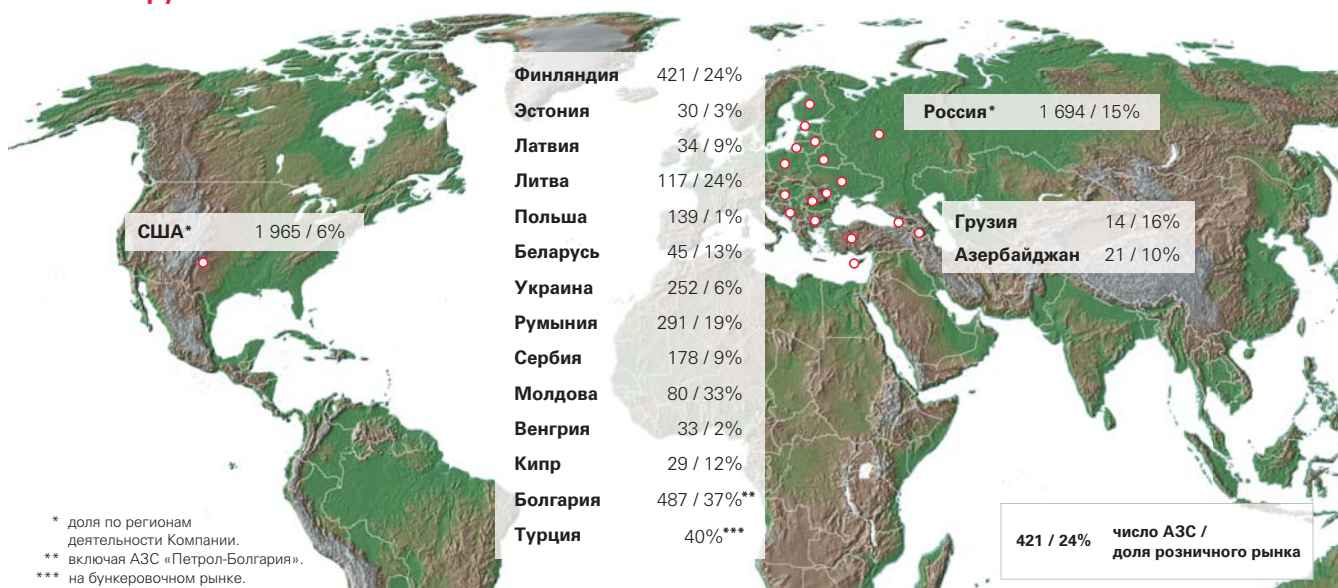 Финляндия 421 / 24%
Эстония 30 / 3%
Латвия 34 / 9%
Литва 117 / 24%
Польша 139 / 1%
Беларусь 45 / 13%
Украина 252 / 6%
Румыния 291 / 19%
Сербия 178 / 9%
Молдова 80 / 33%
Венгрия 33 / 2%
Кипр 29 / 12%
Болгария 487 / 37%**
Турция 40%***
Россия* 1 694 / 15%
США* 1 965 / 6%
Грузия 14 / 16%
Азербайджан 21 / 10%
* доля по регионам
деятельности Компании.
** включая АЗС «Петрол-Болгария».
*** на бункеровочном рынке.
421 / 24% число АЗС /
доля розничного рынка